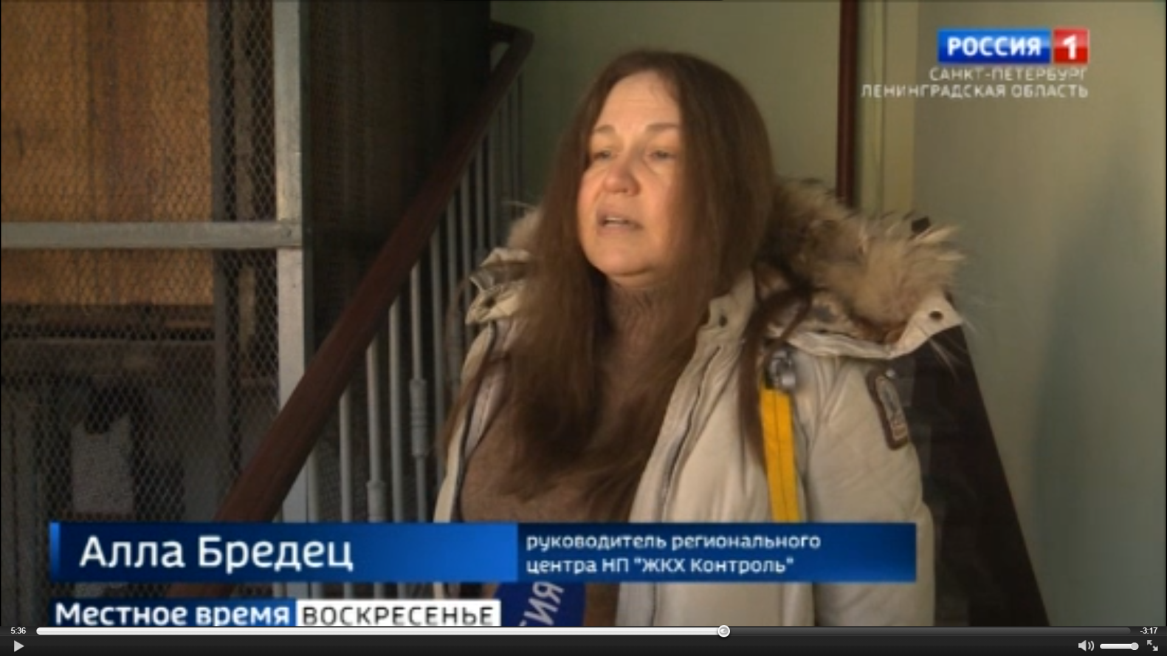 РОССИЯ 1
САНКТ-ПЕТЕРБУРГ
ЛЕНИНГРАДСКАЯ ОБЛАСТЬ
Алла Бредец
руководитель регионального
центра НП "ЖКХ Контроль"
Местное время ВОСКРЕСЕНЬЕ
5:36
-3:17